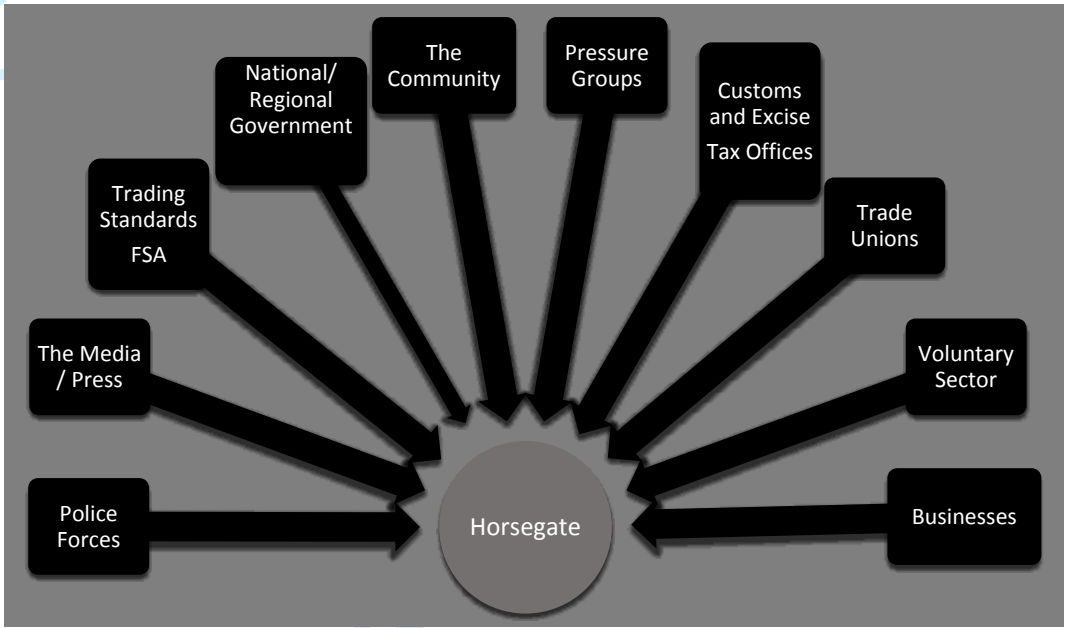 The
Community
Pressure
Groups
National/
Regional
Government
Customs
and Excise
Tax Offices
Trading
Standards
FSA
Trade
Unions
The Media
/ Press
Voluntary
Sector
Police
Forces
Horsegate
Businesses